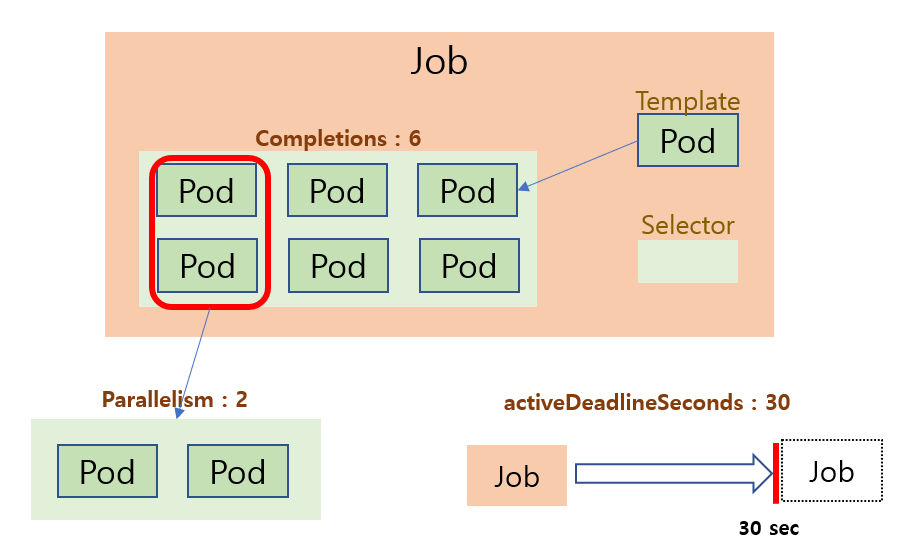 Job
Template
Pod
Completions : 6
Pod Pod Pod
Selector
Pod Pod Pod
Parallelism : 2
activeDeadlineSeconds : 30
Pod Pod
Job Job
30 sec